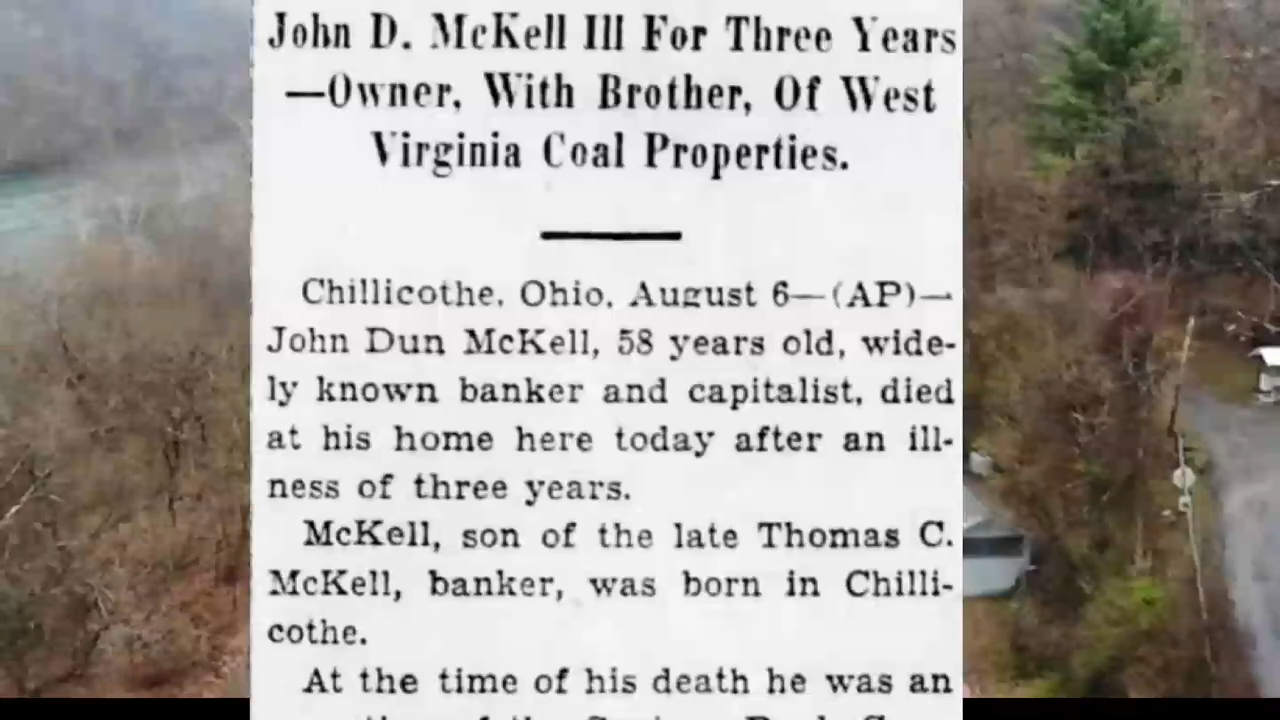 John D. McKell Ill For Three Years
—Owner, With Brother, Of West
Virginia Coal Properties.
Chillicothe, Ohio, August 6—(AP)—
John Dun McKell, 58 years old, wide-
ly known banker and capitalist, died
at his home here today after an ill-
ness of three years.
McKell, son of the late Thomas C.
McKell, banker, was born in Chilli-
cothe.
At the time of his death he was an